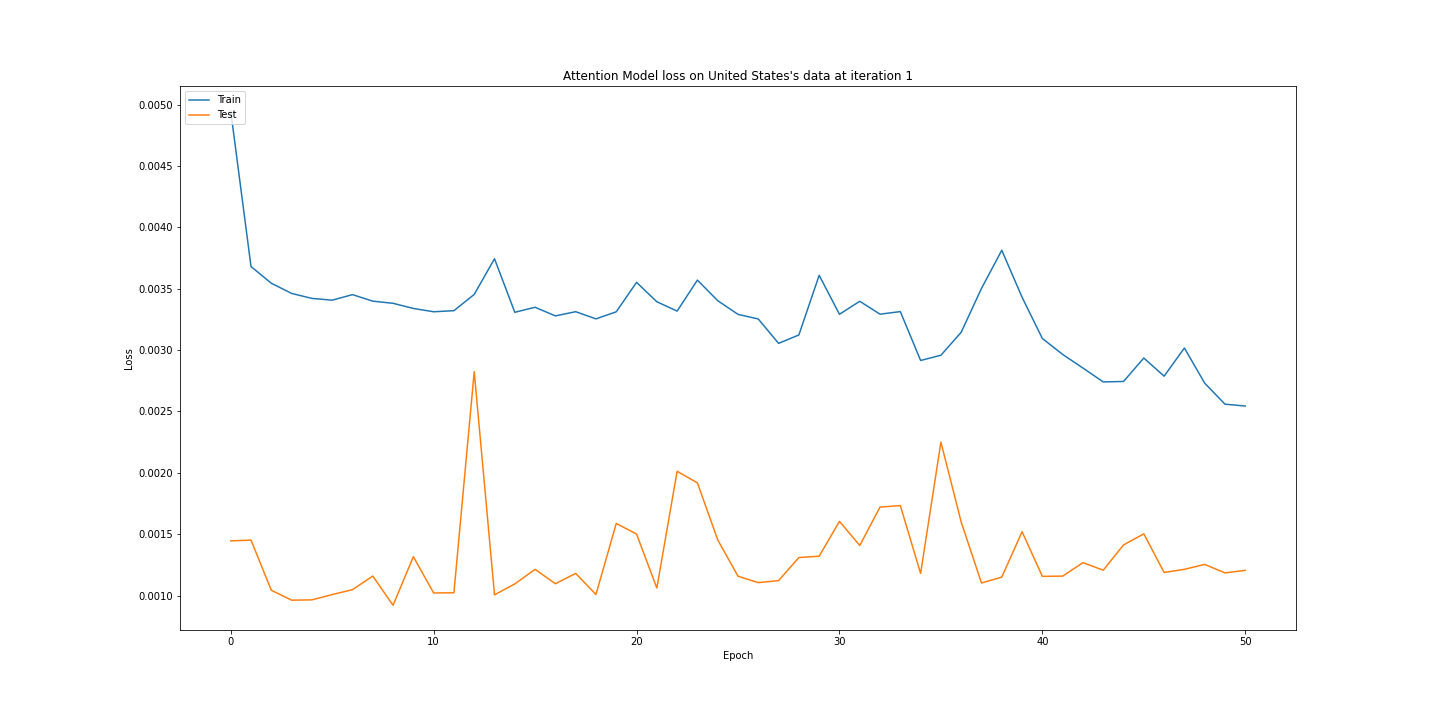 Attention Model loss on United States's data at iteration 1
Train
Test
0.0050
0.0045
0.0040
0.0035
0.0030
0.0025
0.0020
0.0015
0.0010
Loss
0 10 20 30 40 50
Epoch